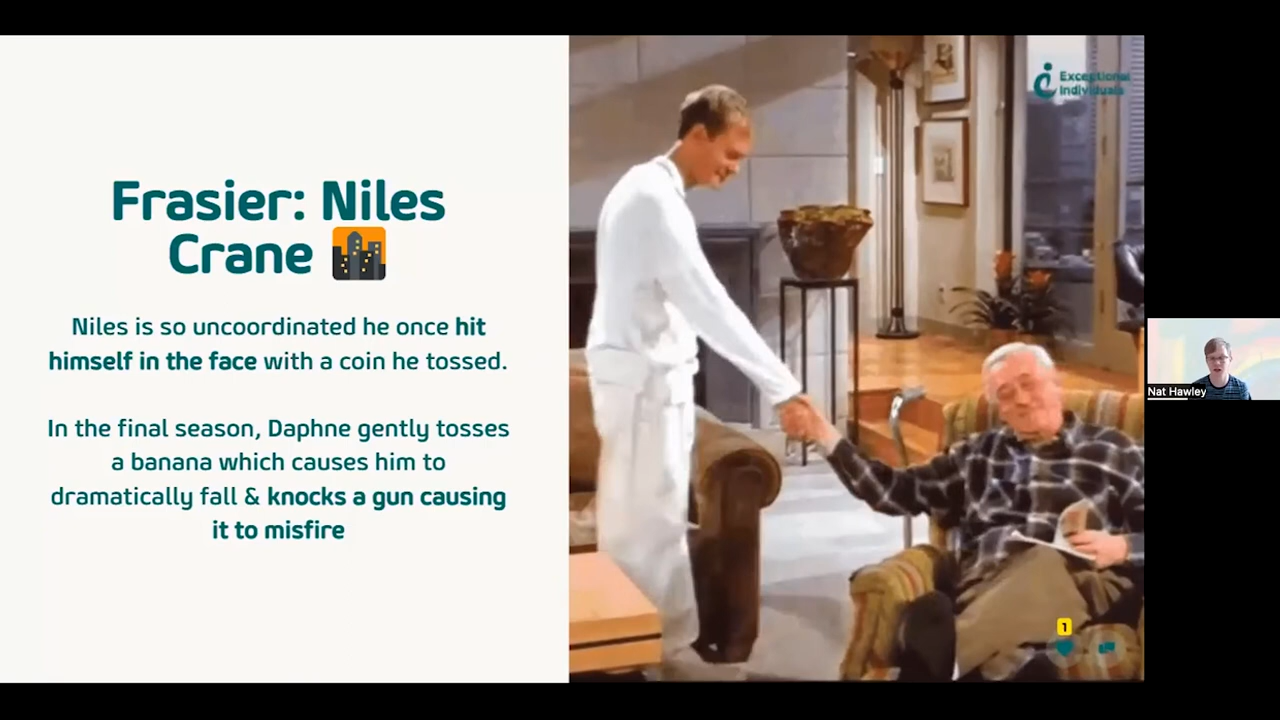 Frasier: Niles
Crane
Niles is so uncoordinated he once hit
himself in the face with a coin he tossed.
In the final season, Daphne gently tosses
a banana which causes him to
dramatically fall & knocks a gun causing
it to misfire
Exceptional
Individuals
Nat Hawley
1